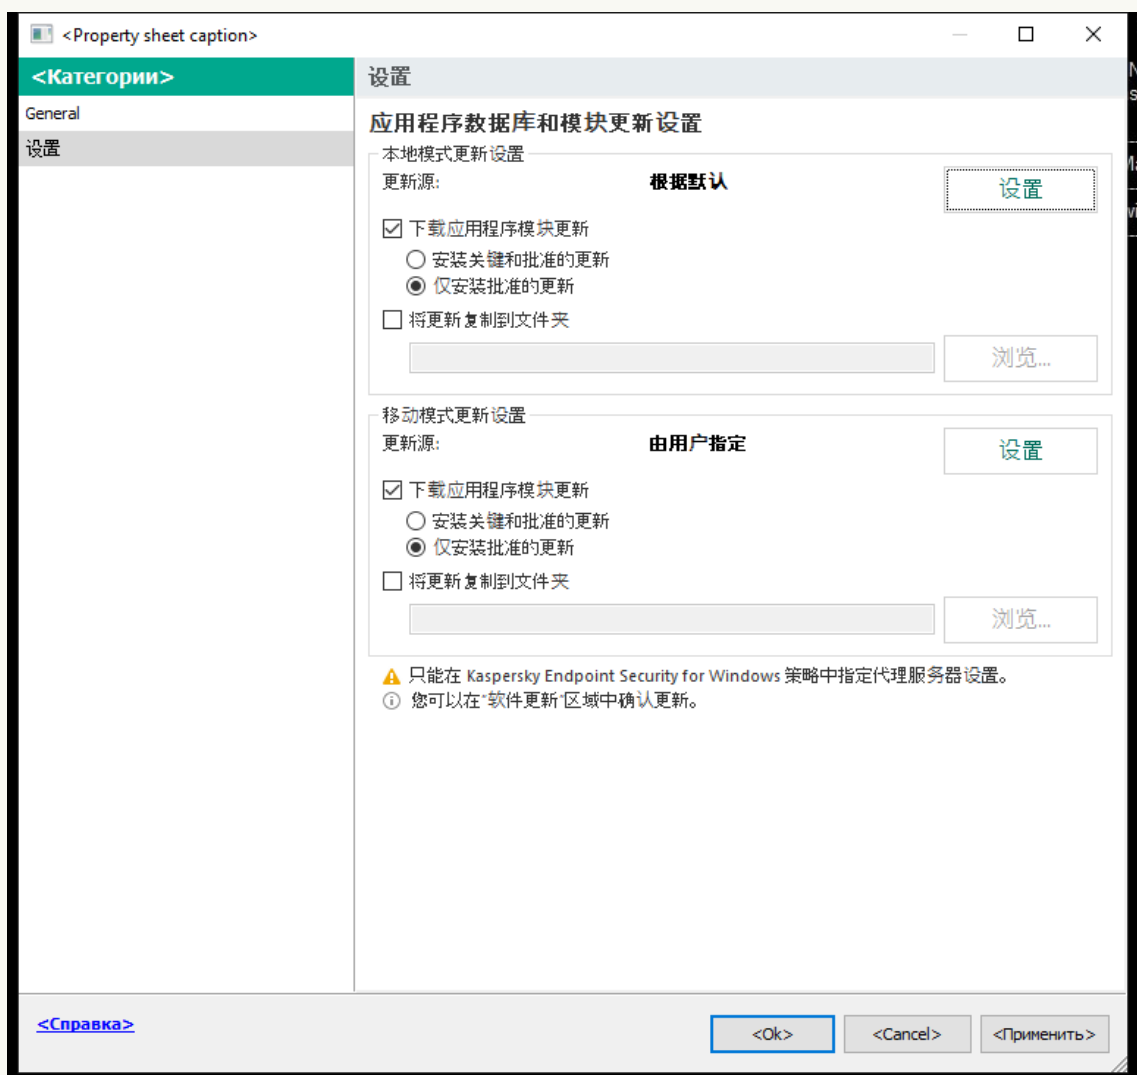 <Property sheet caption>
<Категории>
General
设置
设置
应用程序数据库和模块更新设置
本地模式更新设置
更新源:
根据默认
设置
下载应用程序模块更新
安装关键和批准的更新
仅安装批准的更新
将更新复制到文件夹
浏览...
移动模式更新设置
更新源:
由用户指定
设置
下载应用程序模块更新
安装关键和批准的更新
仅安装批准的更新
将更新复制到文件夹
浏览...
只能在 Kaspersky Endpoint Security for Windows 策略中指定代理服务器设置。
您可以在"软件更新"区域中确认更新。
<Справка>
<Ok>
<Cancel>
<Применить>